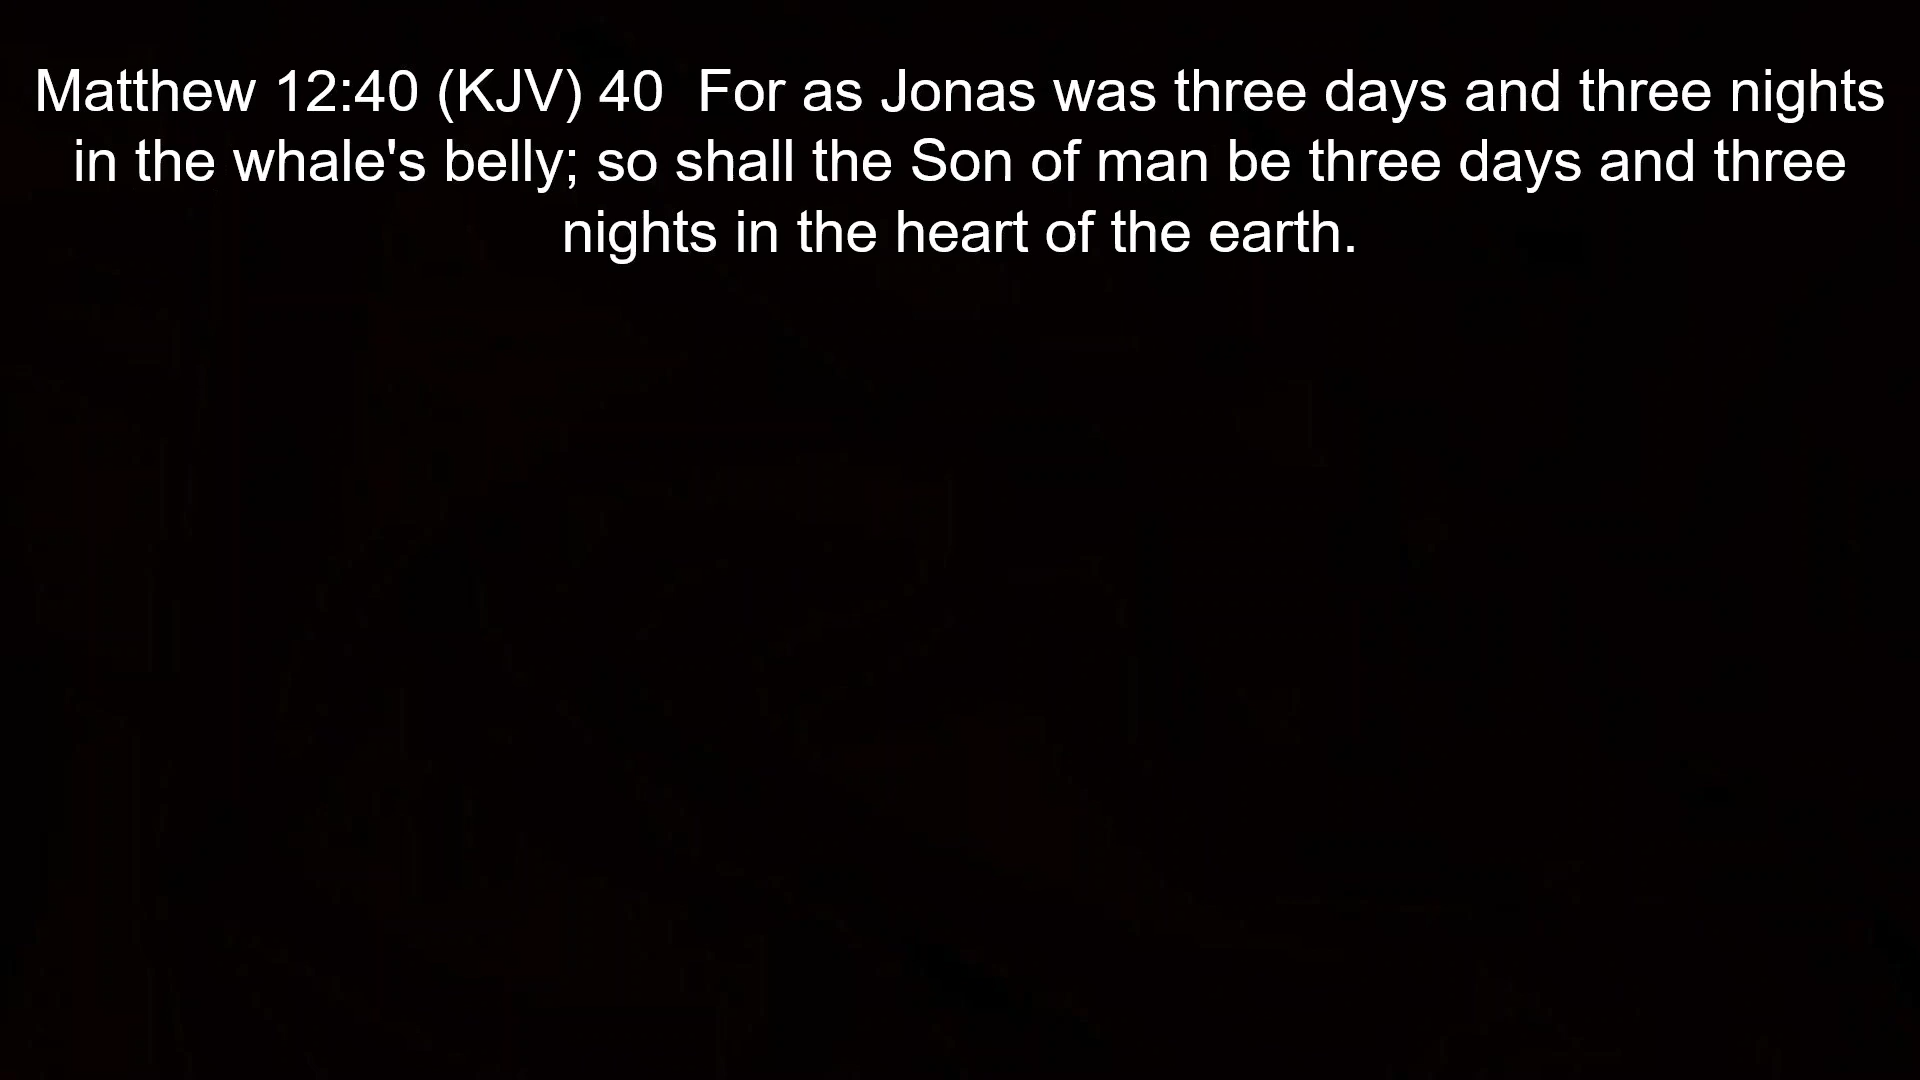 Matthew 12:40 (KJV) 40  For as Jonas was three days and three nights
in the whale's belly; so shall the Son of man be three days and three
nights in the heart of the earth.